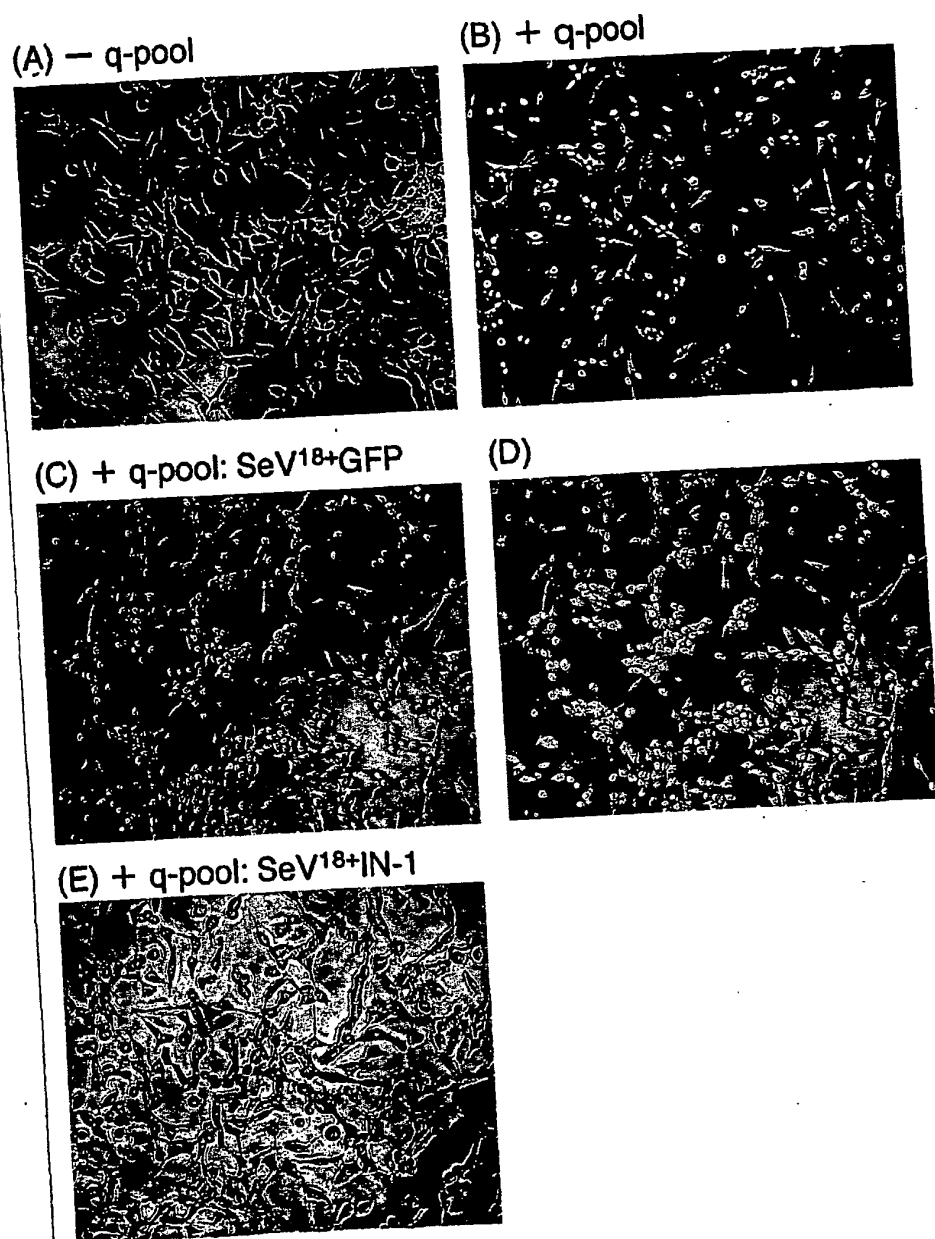 (A) − q-pool
(B) + q-pool
(C) + q-pool: SeV18+GFP
(D)
(E) + q-pool: SeV18+IN-1